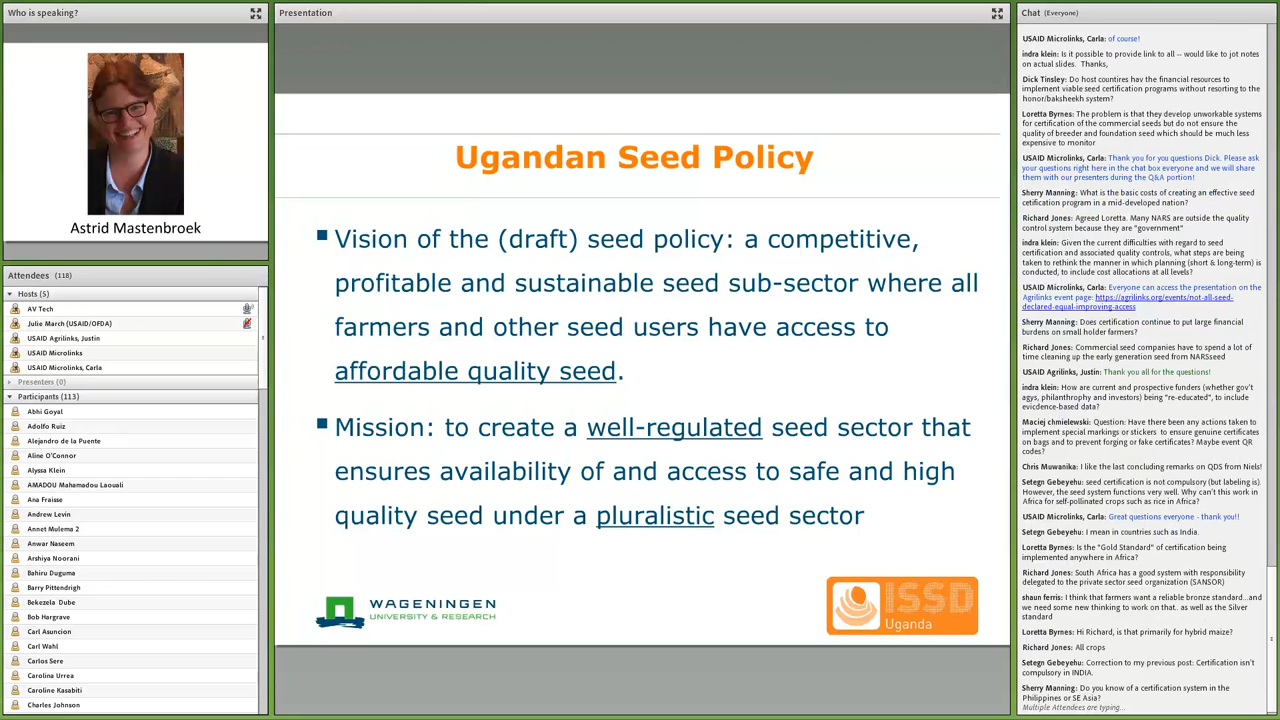 Who is speaking?
Astrid Mastenbroek
Attendees (118)
Hosts (5)
AV Tech
Julie March (USAID/OFDA)
USAID Agrilinks, Justin
USAID Microlinks
USAID Microlinks, Carla
Presenters (0)
Participants (113)
Abhi Goyal
Adolfo Ruiz
Alejandro de la Puente
Aline O'Connor
Alyssa Klein
AMADOU Mahamadou Laouali
Ana Fraisse
Andrew Levin
Annet Mulema 2
Anwar Naseem
Arshiya Noorani
Bahiru Duguma
Barry Pittendrigh
Bekezela Dube
Bob Hargrave
Carl Asuncion
Carl Wahl
Carlos Sere
Carolina Urrea
Caroline Kasabiti
Charles Johnson
Presentation
Ugandan Seed Policy
Vision of the (draft) seed policy: a competitive,
profitable and sustainable seed sub-sector where all
farmers and other seed users have access to
affordable quality seed.
Mission: to create a well-regulated seed sector that
ensures availability of and access to safe and high
quality seed under a pluralistic seed sector
WAGENINGEN
UNIVERSITY & RESEARCH
ISSD
Uganda
Chat (Everyone)
USAID Microlinks, Carla: of course!
indra klein: Is it possible to provide link to all -- would like to jot notes
on actual slides. Thanks,
Dick Tinsley: Do host countires hav the financial resources to
implement viable seed certification programs without resorting to the
honor/baksheekh system?
Loretta Byrnes: The problem is that they develop unworkable systems
for certification of the commercial seeds but do not ensure the
quality of breeder and foundation seed which should be much less
expensive to monitor
USAID Microlinks, Carla: Thank you for you questions Dick. Please ask
your questions right here in the chat box everyone and we will share
them with our presenters during the Q&A portion!
Sherry Manning: What is the basic costs of creating an effective seed
certification program in a mid-developed nation?
Richard Jones: Agreed Loretta. Many NARS are outside the quality
control system because they are "government"
indra klein: Given the current difficulties with regard to seed
certification and associated quality controls, what steps are being
taken to rethink the manner in which planning (short & long-term) is
conducted, to include cost allocations at all levels?
USAID Microlinks, Carla: Everyone can access the presentation on the
Agrilinks event page: https://agrilinks.org/events/not-all-seed-
declared-equal-improving-access
Sherry Manning: Does certification continue to put large financial
burdens on small holder farmers?
Richard Jones: Commercial seed companies have to spend a lot of
time cleaning up the early generation seed from NARSseed
USAID Agrilinks, Justin: Thank you all for the questions!
indra klein: How are current and prospective funders (whether gov't
agys, philanthropy and investors) being "re-educated", to include
evicdence-based data?
Maciej chmielewski: Question: Have there been any actions taken to
implement special markings or stickers to ensure genuine certificates
on bags and to prevent forging or fake certificates? Maybe event QR
codes?
Chris Muwanika: I like the last concluding remarks on QDS from Niels!
Setegn Gebeyehu: seed certification is not compulsory (but labeling is).
However, the seed system functions very well. Why can't this work in
Africa for self-pollinated crops such as rice in Africa?
USAID Microlinks, Carla: Great questions everyone - thank you!!
Setegn Gebeyehu: I mean in countries such as India.
Loretta Byrnes: Is the "Gold Standard" of certification being
implemented anywhere in Africa?
Richard Jones: South Africa has a good system with responsibility
delegated to the private sector seed organization (SANSOR)
shaun ferris: I think that farmers want a reliable bronze standard...and
we need some new thinking to work on that.. as well as the Silver
standard
Loretta Byrnes: Hi Richard, is that primarily for hybrid maize?
Richard Jones: All crops
Setegn Gebeyehu: Correction to my previous post: Certification isn't
compulsory in INDIA.
Sherry Manning: Do you know of a certification system in the
Philippines or SE Asia?
Multiple Attendees are typing...